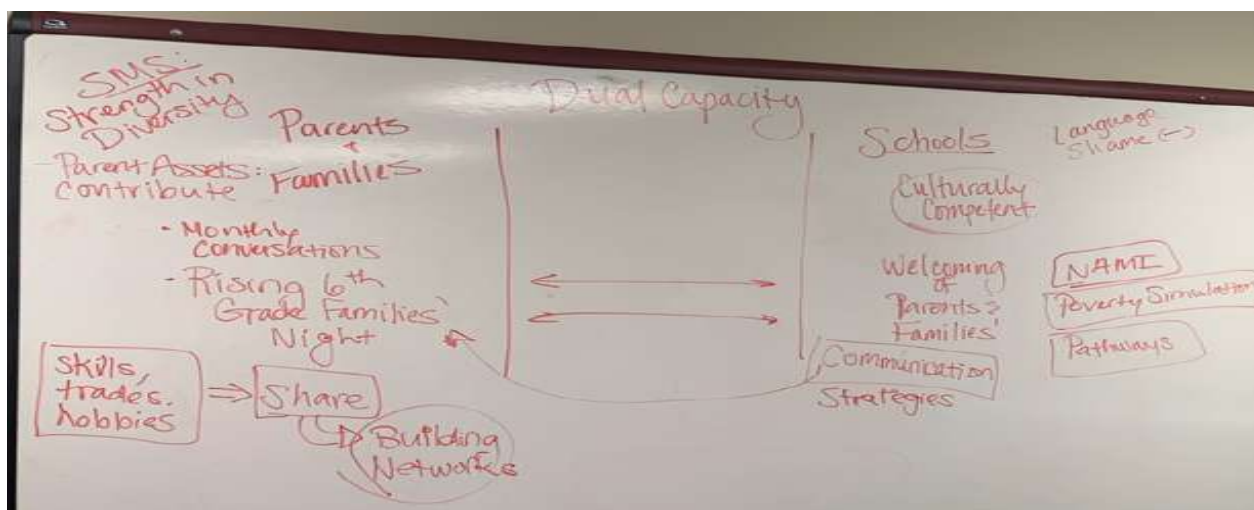 SMS:
Strength in
Diversity
Parents
+
Families
- Parent Assets:
contribute
• Monthly
conversations
- Rising 6th
Grade Families'
Night
Skills,
trades.
hobbies
Share
Building
Networks
Dual Capacity
Schools
Culturally
Competent
Welcoming
of
Parents &
Families'
Communication
Strategies
Language
Shame (-)
NAMI
Poverty Simulation
Pathways